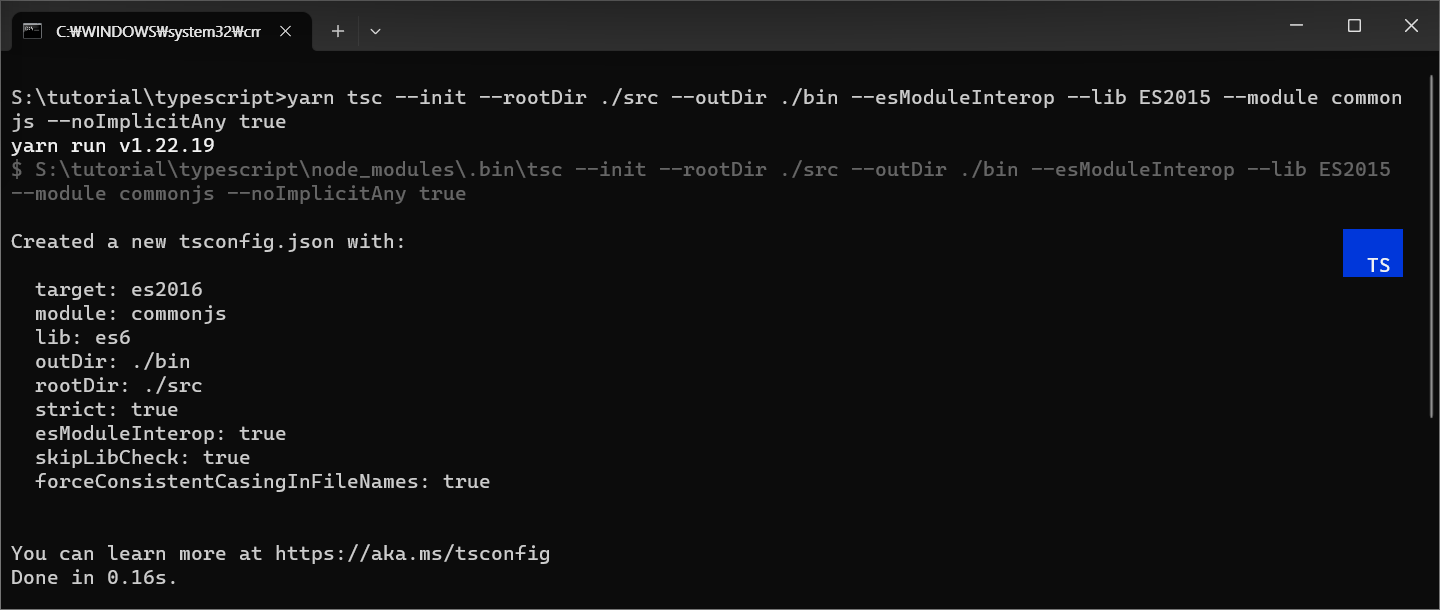 C:₩WINDOWS₩system32₩cm
S:\tutorial\typescript>yarn tsc --init --rootDir ./src --outDir ./bin --esModuleInterop --lib ES2015 --module common
js --noImplicitAny true
yarn run v1.22.19
$ S:\tutorial\typescript\node_modules\.bin\tsc --init --rootDir ./src --outDir ./bin --esModuleInterop --lib ES2015
--module commonjs --noImplicitAny true
Created a new tsconfig.json with:
TS
target: es2016
module: commonjs
lib: es6
outDir: ./bin
rootDir: ./src
strict: true
esModuleInterop: true
skipLibCheck: true
forceConsistentCasingInFileNames: true
You can learn more at https://aka.ms/tsconfig
Done in 0.16s.